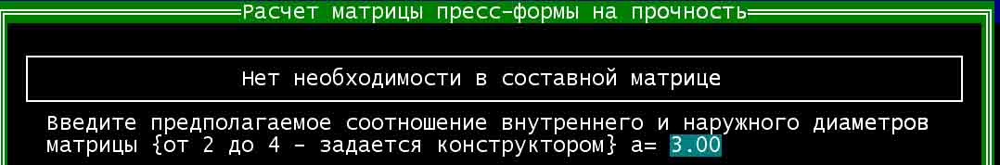 Расчет матрицы пресс-формы на прочность
Нет необходимости в составной матрице
Введите предполагаемое соотношение внутреннего и наружного диаметров
матрицы {от 2 до 4 - задается конструктором} a= 3.00